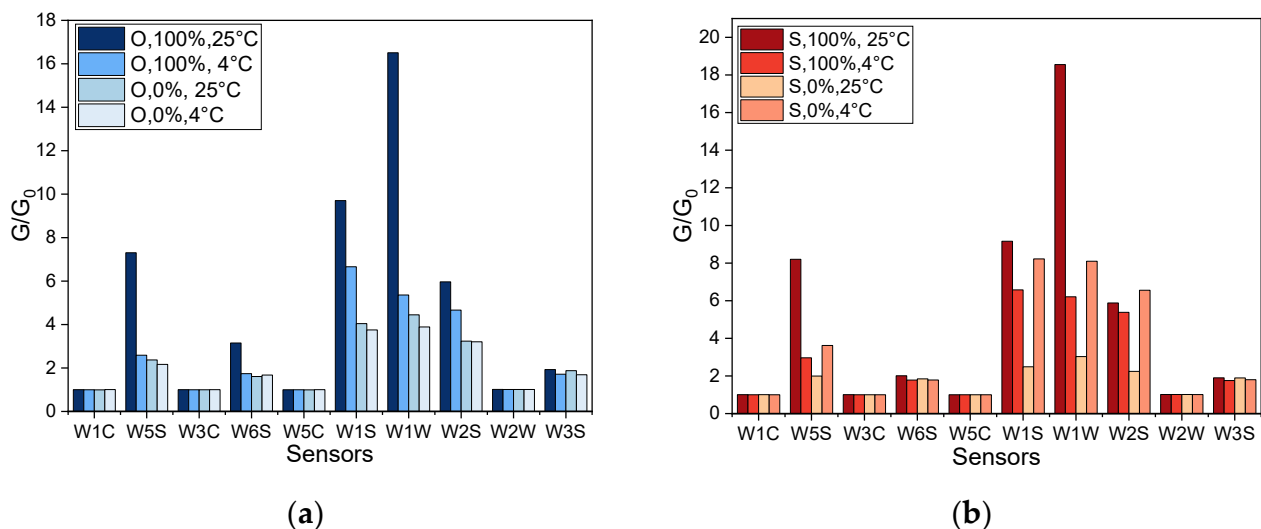 18
16
14
12
10
8
6
4
2
0
G/G0
O,100%,25°C
O,100%, 4°C
O,0%, 25°C
O,0%,4°C
W1C W5S W3C W6S W5C W1S W1W W2S W2W W3S
Sensors
(a)
20
18
16
14
12
10
8
6
4
2
0
G/G0
S,100%, 25°C
S,100%,4°C
S,0%,25°C
S,0%,4°C
W1C W5S W3C W6S W5C W1S W1W W2S W2W W3S
Sensors
(b)